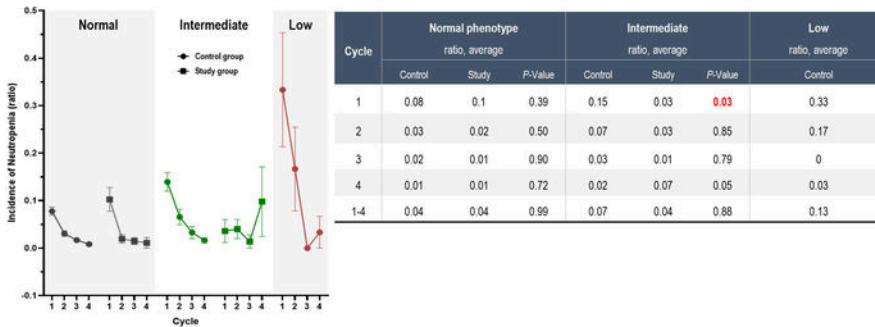 Normal Intermediate Low
Control group
Study group
Incidence of Neutropenia (ratio)
0.5
0.4
0.3
0.2
0.1
0.0
-0.1
1 2 3 4 1 2 3 4 1 2 3 4 1 2 3 4 1 2 3 4
Cycle
Cycle Normal phenotype Intermediate Low
ratio, average ratio, average ratio, average
Control Study P-Value Control Study P-Value Control
1 0.08 0.1 0.39 0.15 0.03 0.03 0.33
2 0.03 0.02 0.50 0.07 0.03 0.85 0.17
3 0.02 0.01 0.90 0.03 0.01 0.79 0
4 0.01 0.01 0.72 0.02 0.07 0.05 0.03
1-4 0.04 0.04 0.99 0.07 0.04 0.88 0.13